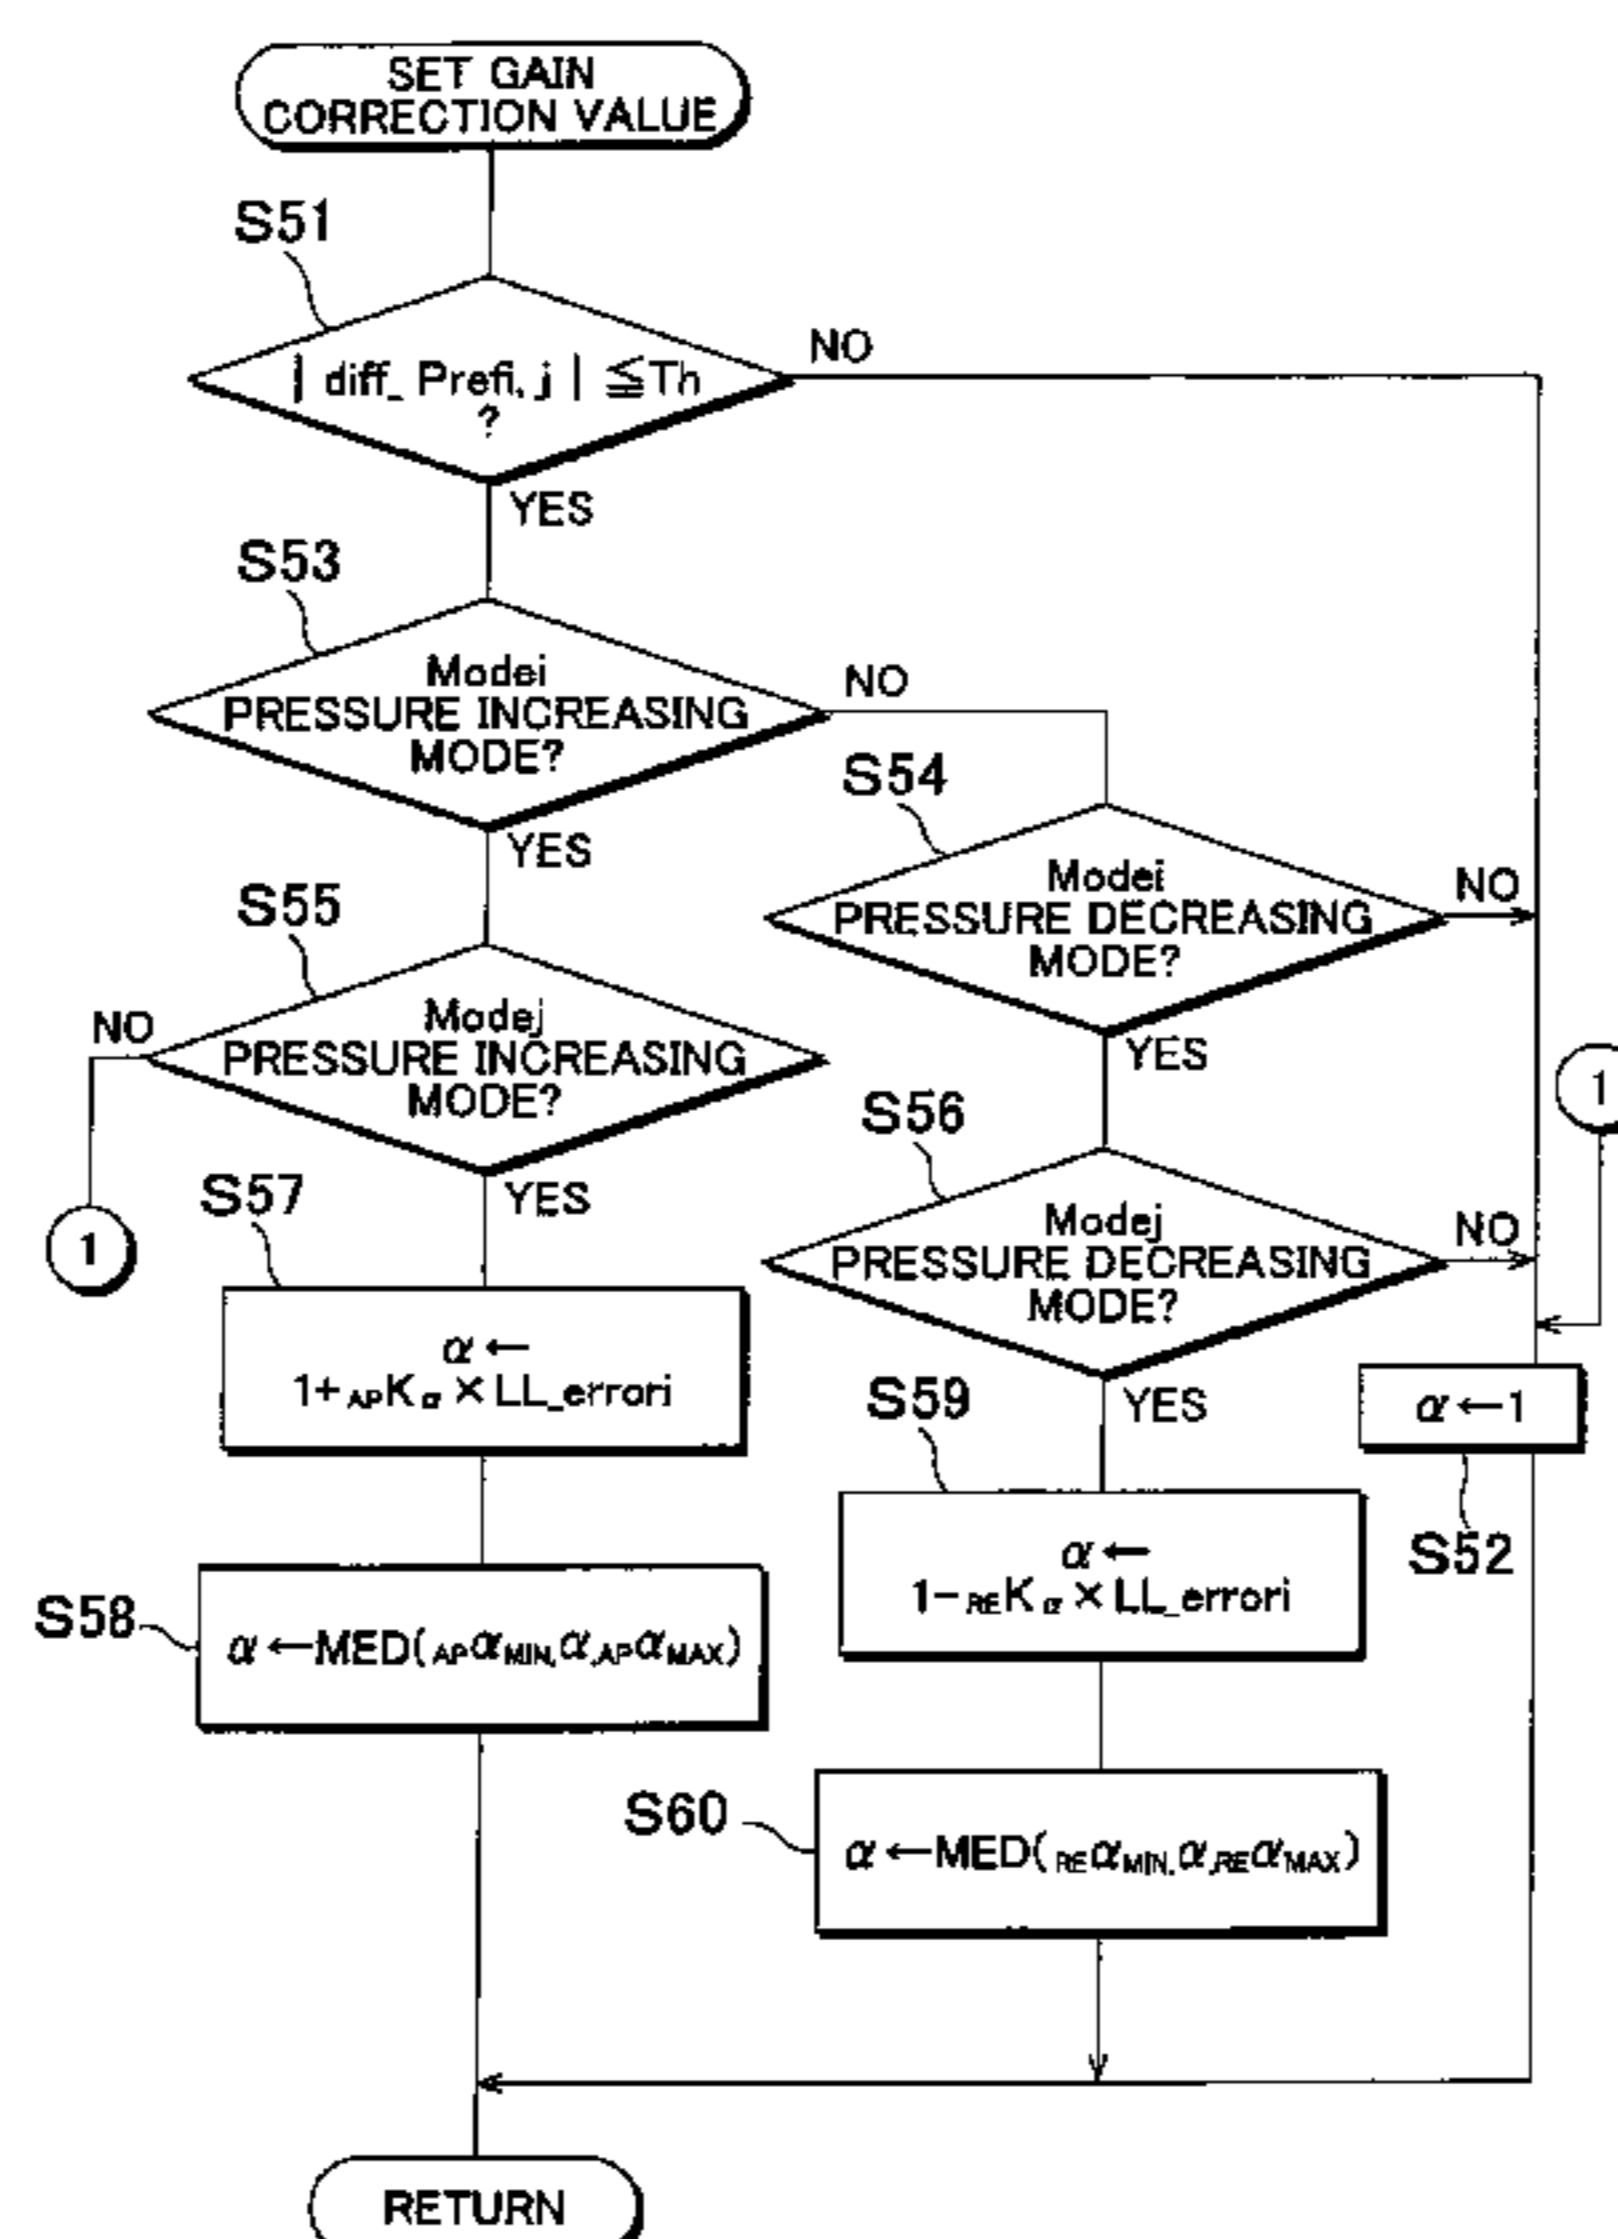 SET GAIN
CORRECTION VALUE
S51
| diff_ Prefi, j | ≦Th
?
NO
YES
S53
Modei
PRESSURE INCREASING
MODE?
NO
YES
S54
Modei
PRESSURE DECREASING
MODE?
NO
YES
S55
Modej
PRESSURE INCREASING
MODE?
NO
YES
1
1
S56
Modej
PRESSURE DECREASING
MODE?
NO
YES
S57
α←
1+APKα×LL_errori
α←1
S52
S59
α←
1−REKα×LL_errori
S58
α←MED(APαMIN,α,APαMAX)
S60
α←MED(REαMIN,α,REαMAX)
RETURN